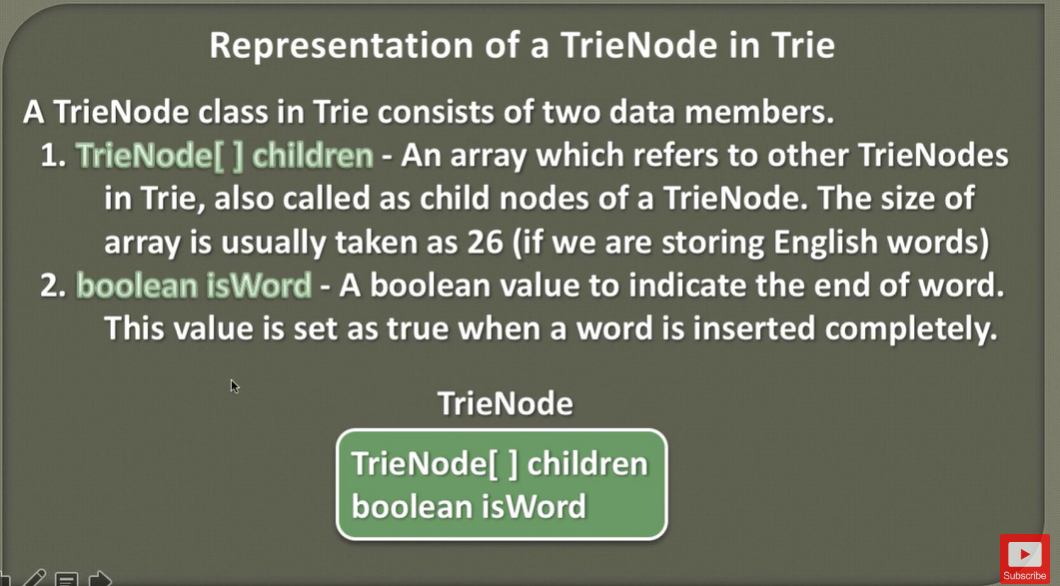 Representation of a TrieNode in Trie
A TrieNode class in Trie consists of two data members.
1. TrieNode[ ] children - An array which refers to other TrieNodes
in Trie, also called as child nodes of a TrieNode. The size of
array is usually taken as 26 (if we are storing English words)
2. boolean isWord - A boolean value to indicate the end of word.
This value is set as true when a word is inserted completely.
TrieNode
TrieNode[ ] children
boolean isWord
Subscribe